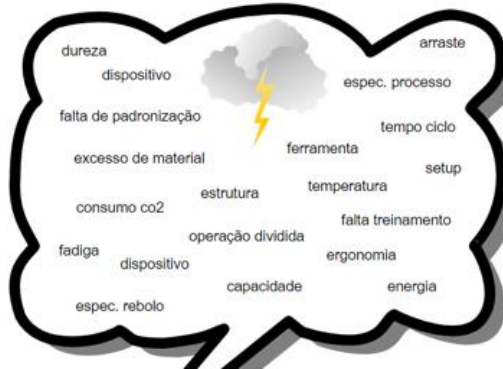 dureza
arraste
dispositivo
espec. processo
falta de padronização
tempo ciclo
ferramenta
excesso de material
setup
temperatura
estrutura
consumo co2
falta treinamento
operação dividida
fadiga
ergonomia
dispositivo
capacidade
energia
espec. rebolo